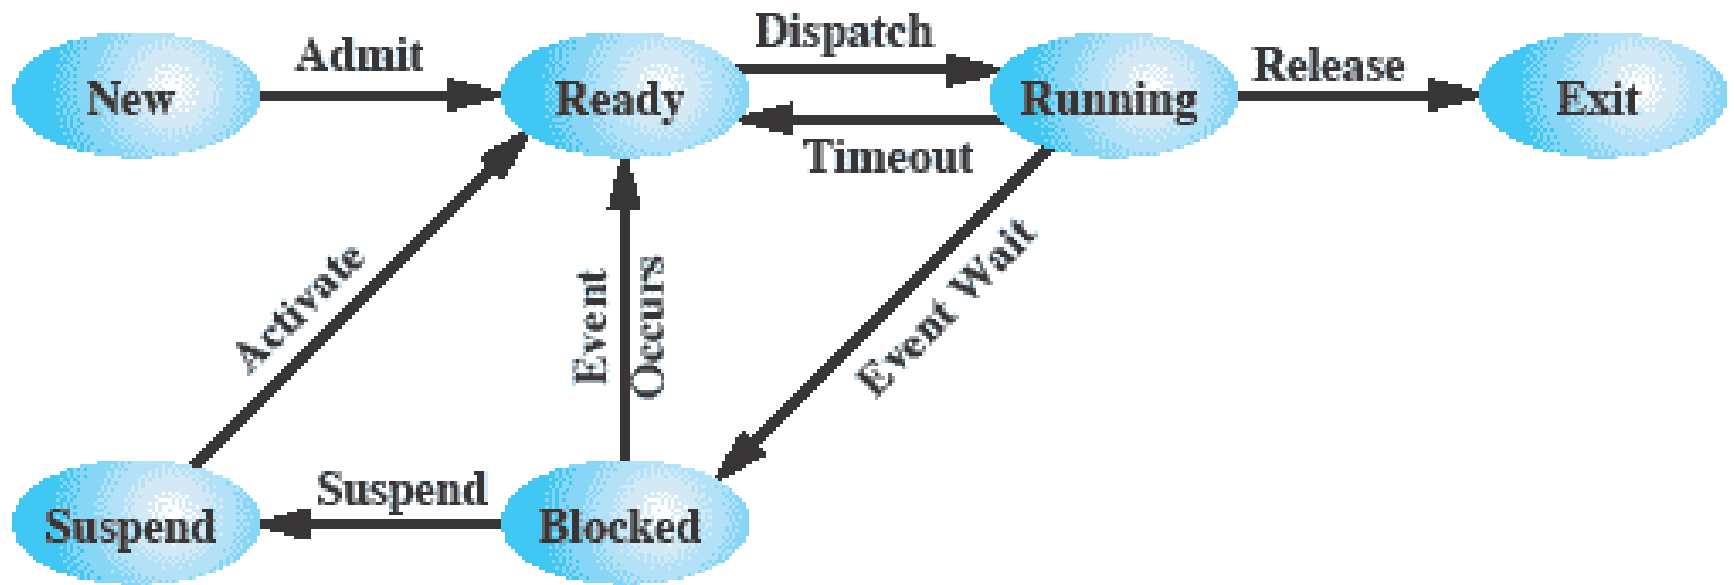 Admit
Dispatch
Release
New
Ready
Running
Exit
Timeout
Activate
Event
Occurs
Event Wait
Suspend
Suspend
Blocked